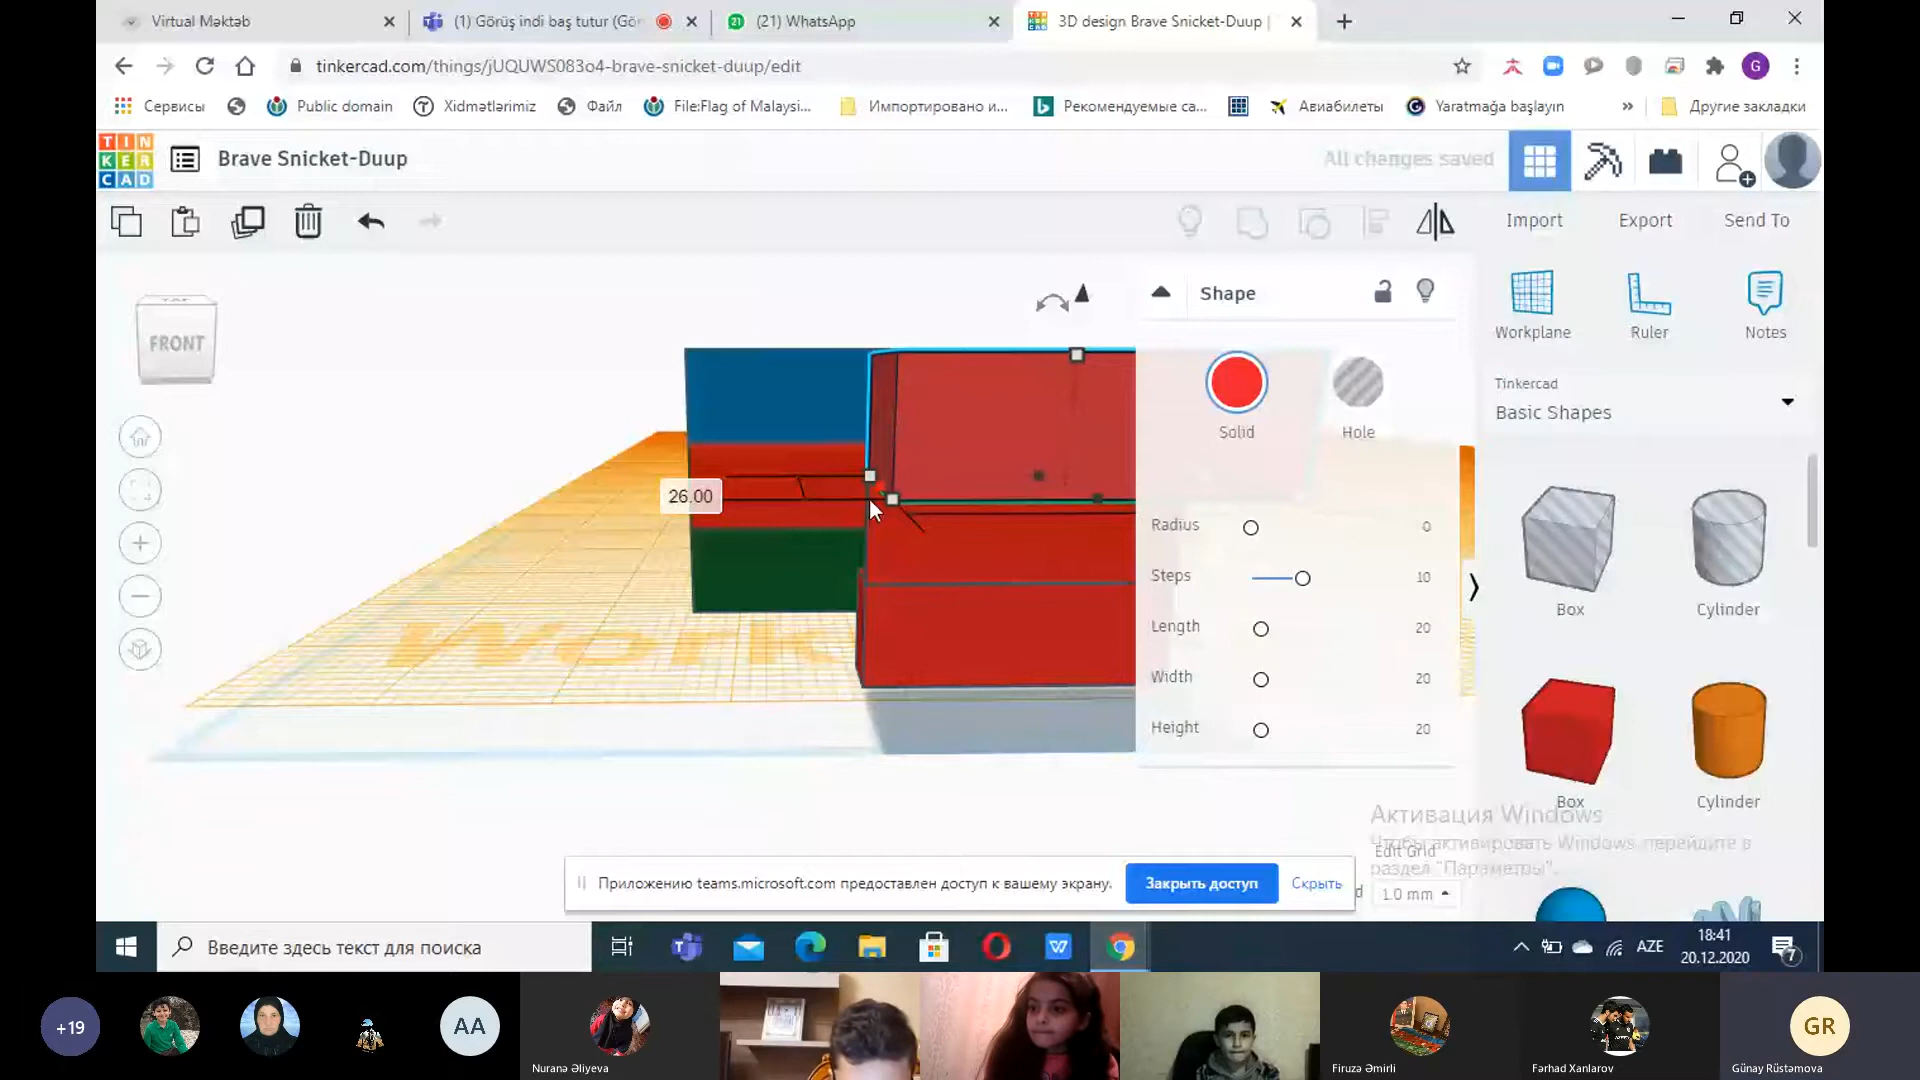 Virtual Məktəb
(1) Görüş indi baş tutur (Gör
(21) WhatsApp
3D design Brave Snicket-Duup |
tinkercad.com/things/jUQUWS083o4-brave-snicket-duup/edit
G
Сервисы
Public domain
Xidmətlərimiz
Файл
File:Flag of Malaysi...
Импортировано и...
Рекомендуемые са...
Авиабилеты
Yaratmağa başlayın
»
Другие закладки
TIN
KER
CAD
Brave Snicket-Duup
All changes saved
Import
Export
Send To
FRONT
Shape
Workplane
Ruler
Notes
Solid
Hole
Tinkercad
Basic Shapes
26.00
Radius
0
Steps
10
Length
20
Width
20
Height
20
Work
Box
Cylinder
Box
Cylinder
Активация Windows
Чтобы активировать Windows, перейдите в
раздел "Параметры".
Edit Grid
1.0 mm
Приложению teams.microsoft.com предоставлен доступ к вашему экрану.
Закрыть доступ
Скрыть
Введите здесь текст для поиска
AZE
18:41
20.12.2020
7
+19
AA
Nuranə Əliyeva
Firuzə Əmirli
Fərhad Xanlarov
GR
Günay Rüstəmova